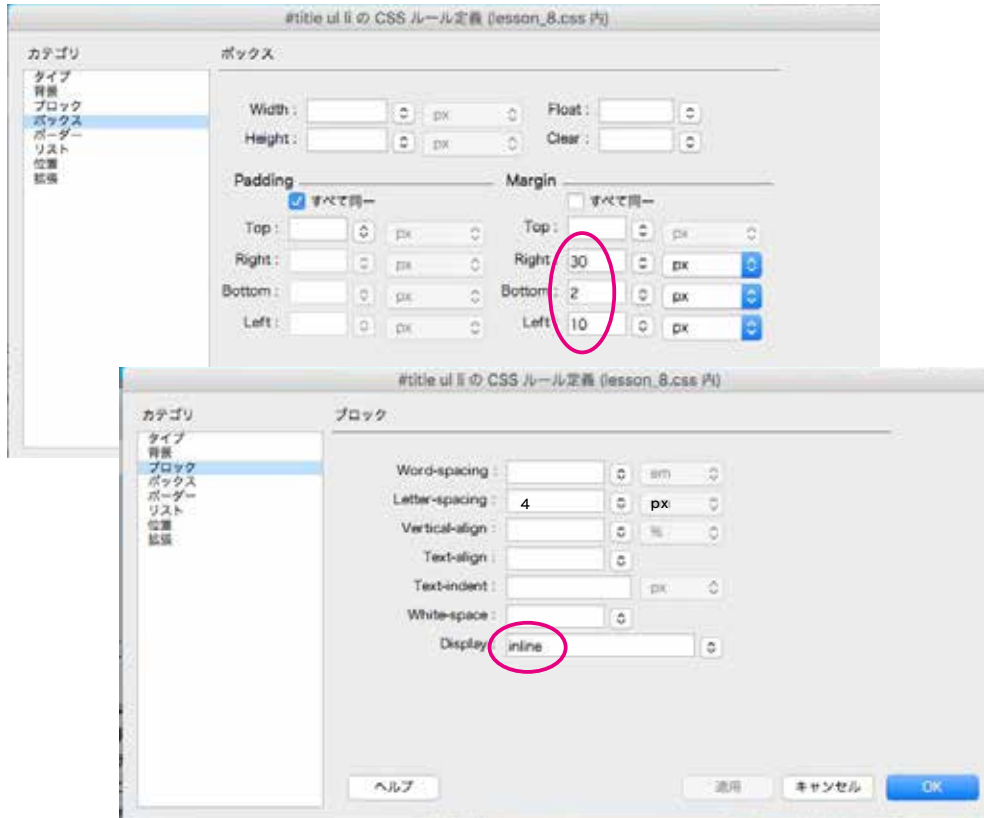 #title ul li の CSS ルール定義 (lesson_8.css 内)
カテゴリ
ボックス
タイプ
背景
ブロック
ボックス
ボーダー
リスト
位置
拡張
Width : px Float :
Height : px Clear :
Padding Margin
すべて同一 すべて同一
Top : px Top : px
Right : px Right : 30 px
Bottom : px Bottom : 2 px
Left : px Left : 10 px
#title ul li の CSS ルール定義 (lesson_8.css 内)
カテゴリ
ブロック
タイプ
背景
ブロック
ボックス
ボーダー
リスト
位置
拡張
Word-spacing : em
Letter-spacing : 4 px
Vertical-align : %
Text-align :
Text-indent : px
White-space :
Display : inline
ヘルプ 適用 キャンセル OK